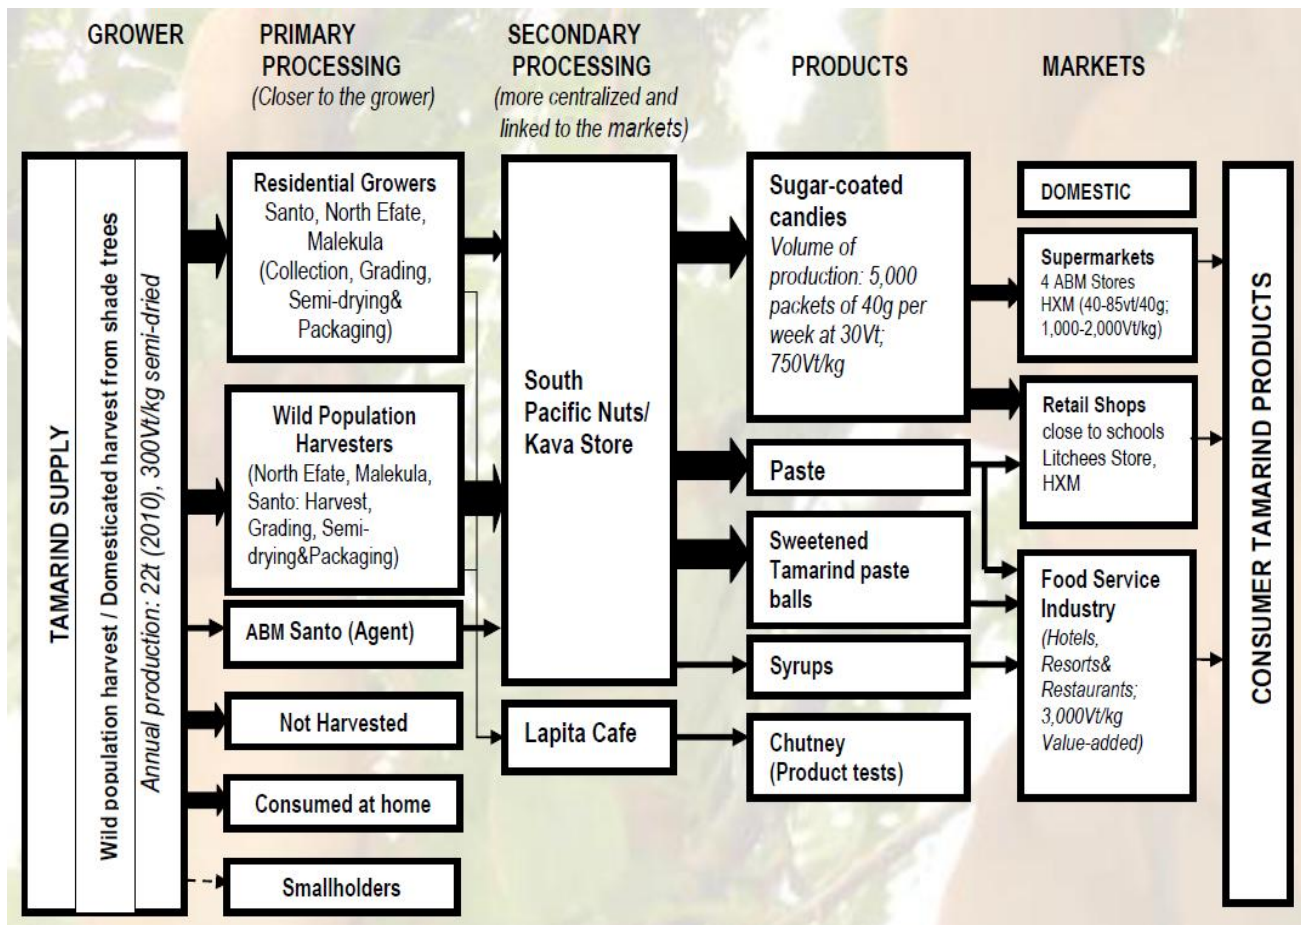 GROWER
PRIMARY
PROCESSING
(Closer to the grower)
SECONDARY
PROCESSING
(more centralized and
linked to the markets)
PRODUCTS
MARKETS
TAMARIND SUPPLY
Wild population harvest / Domesticated harvest from shade trees
Annual production: 22t (2010), 300Vt/kg semi-dried
Residential Growers
Santo, North Efate,
Malekula
(Collection, Grading,
Semi-drying&
Packaging)
Wild Population
Harvesters
(North Efate, Malekula,
Santo: Harvest,
Grading, Semi-
drying&Packaging)
ABM Santo (Agent)
Not Harvested
Consumed at home
Smallholders
South
Pacific Nuts/
Kava Store
Lapita Cafe
Sugar-coated
candies
Volume of
production: 5,000
packets of 40g per
week at 30Vt;
750Vt/kg
Paste
Sweetened
Tamarind paste
balls
Syrups
Chutney
(Product tests)
DOMESTIC
Supermarkets
4 ABM Stores
HXM (40-85vt/40g;
1,000-2,000Vt/kg)
Retail Shops
close to schools
Litchees Store,
HXM
Food Service
Industry
(Hotels,
Resorts&
Restaurants;
3,000Vt/kg
Value-added)
CONSUMER TAMARIND PRODUCTS